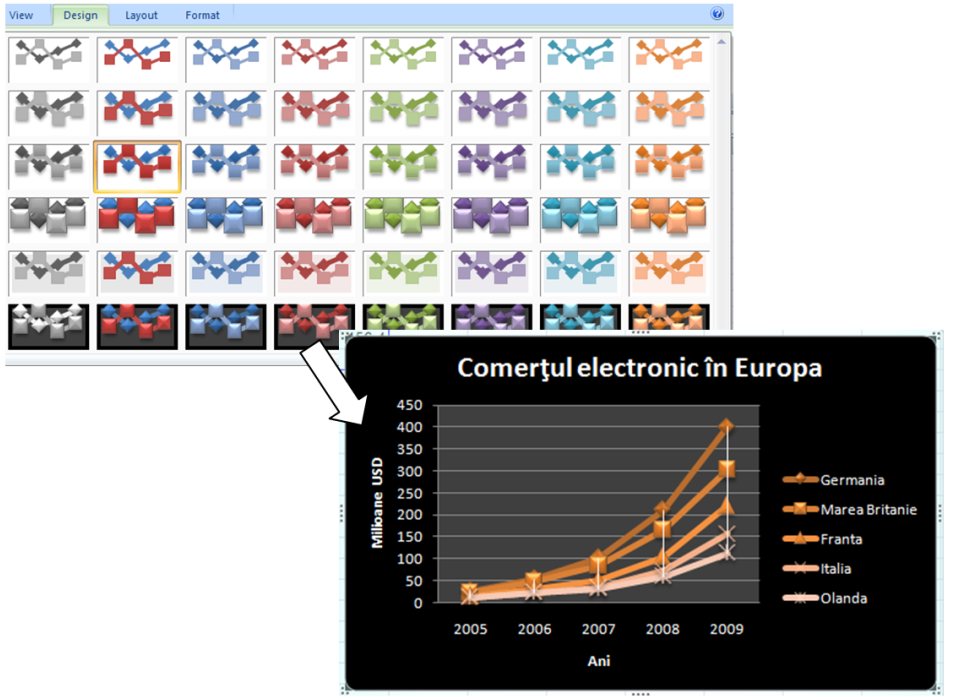 View Design Layout Format
Comerţul electronic în Europa
Milioane USD
450
400
350
300
250
200
150
100
50
0
2005 2006 2007 2008 2009
Ani
Germania
Marea Britanie
Franta
Italia
Olanda